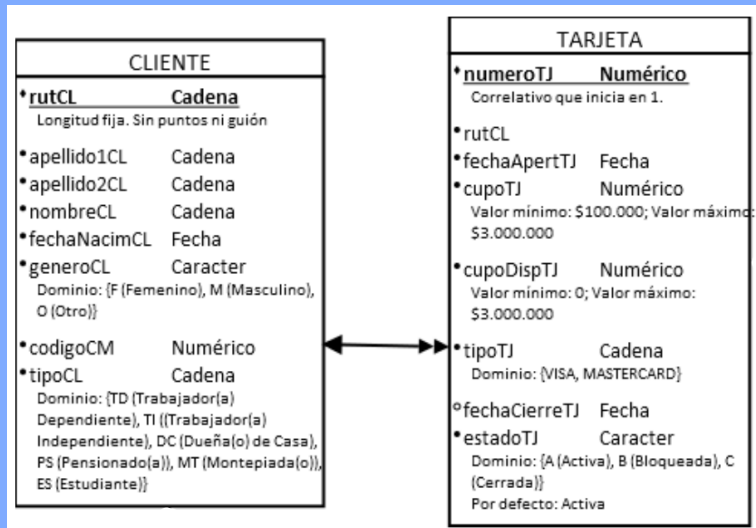 CLIENTE
rutCL Cadena
Longitud fija. Sin puntos ni guión
apellido1CL Cadena
apellido2CL Cadena
nombreCL Cadena
fechaNacimCL Fecha
generoCL Caracter
Dominio: {F (Femenino), M (Masculino),
O (Otro)}
codigoCM Numérico
tipoCL Cadena
Dominio: {TD (Trabajador(a)
Dependiente), TI ((Trabajador(a)
Independiente), DC (Dueña(o) de Casa),
PS (Pensionado(a)), MT (Montepiada(o)),
ES (Estudiante)}
TARJETA
numeroTJ Numérico
Correlativo que inicia en 1.
rutCL
fechaApertTJ Fecha
cupoTJ Numérico
Valor mínimo: $100.000; Valor máximo:
$3.000.000
cupoDispTJ Numérico
Valor mínimo: 0; Valor máximo:
$3.000.000
tipoTJ Cadena
Dominio: {VISA, MASTERCARD}
fechaCierreTJ Fecha
estadoTJ Caracter
Dominio: {A (Activa), B (Bloqueada), C
(Cerrada)}
Por defecto: Activa